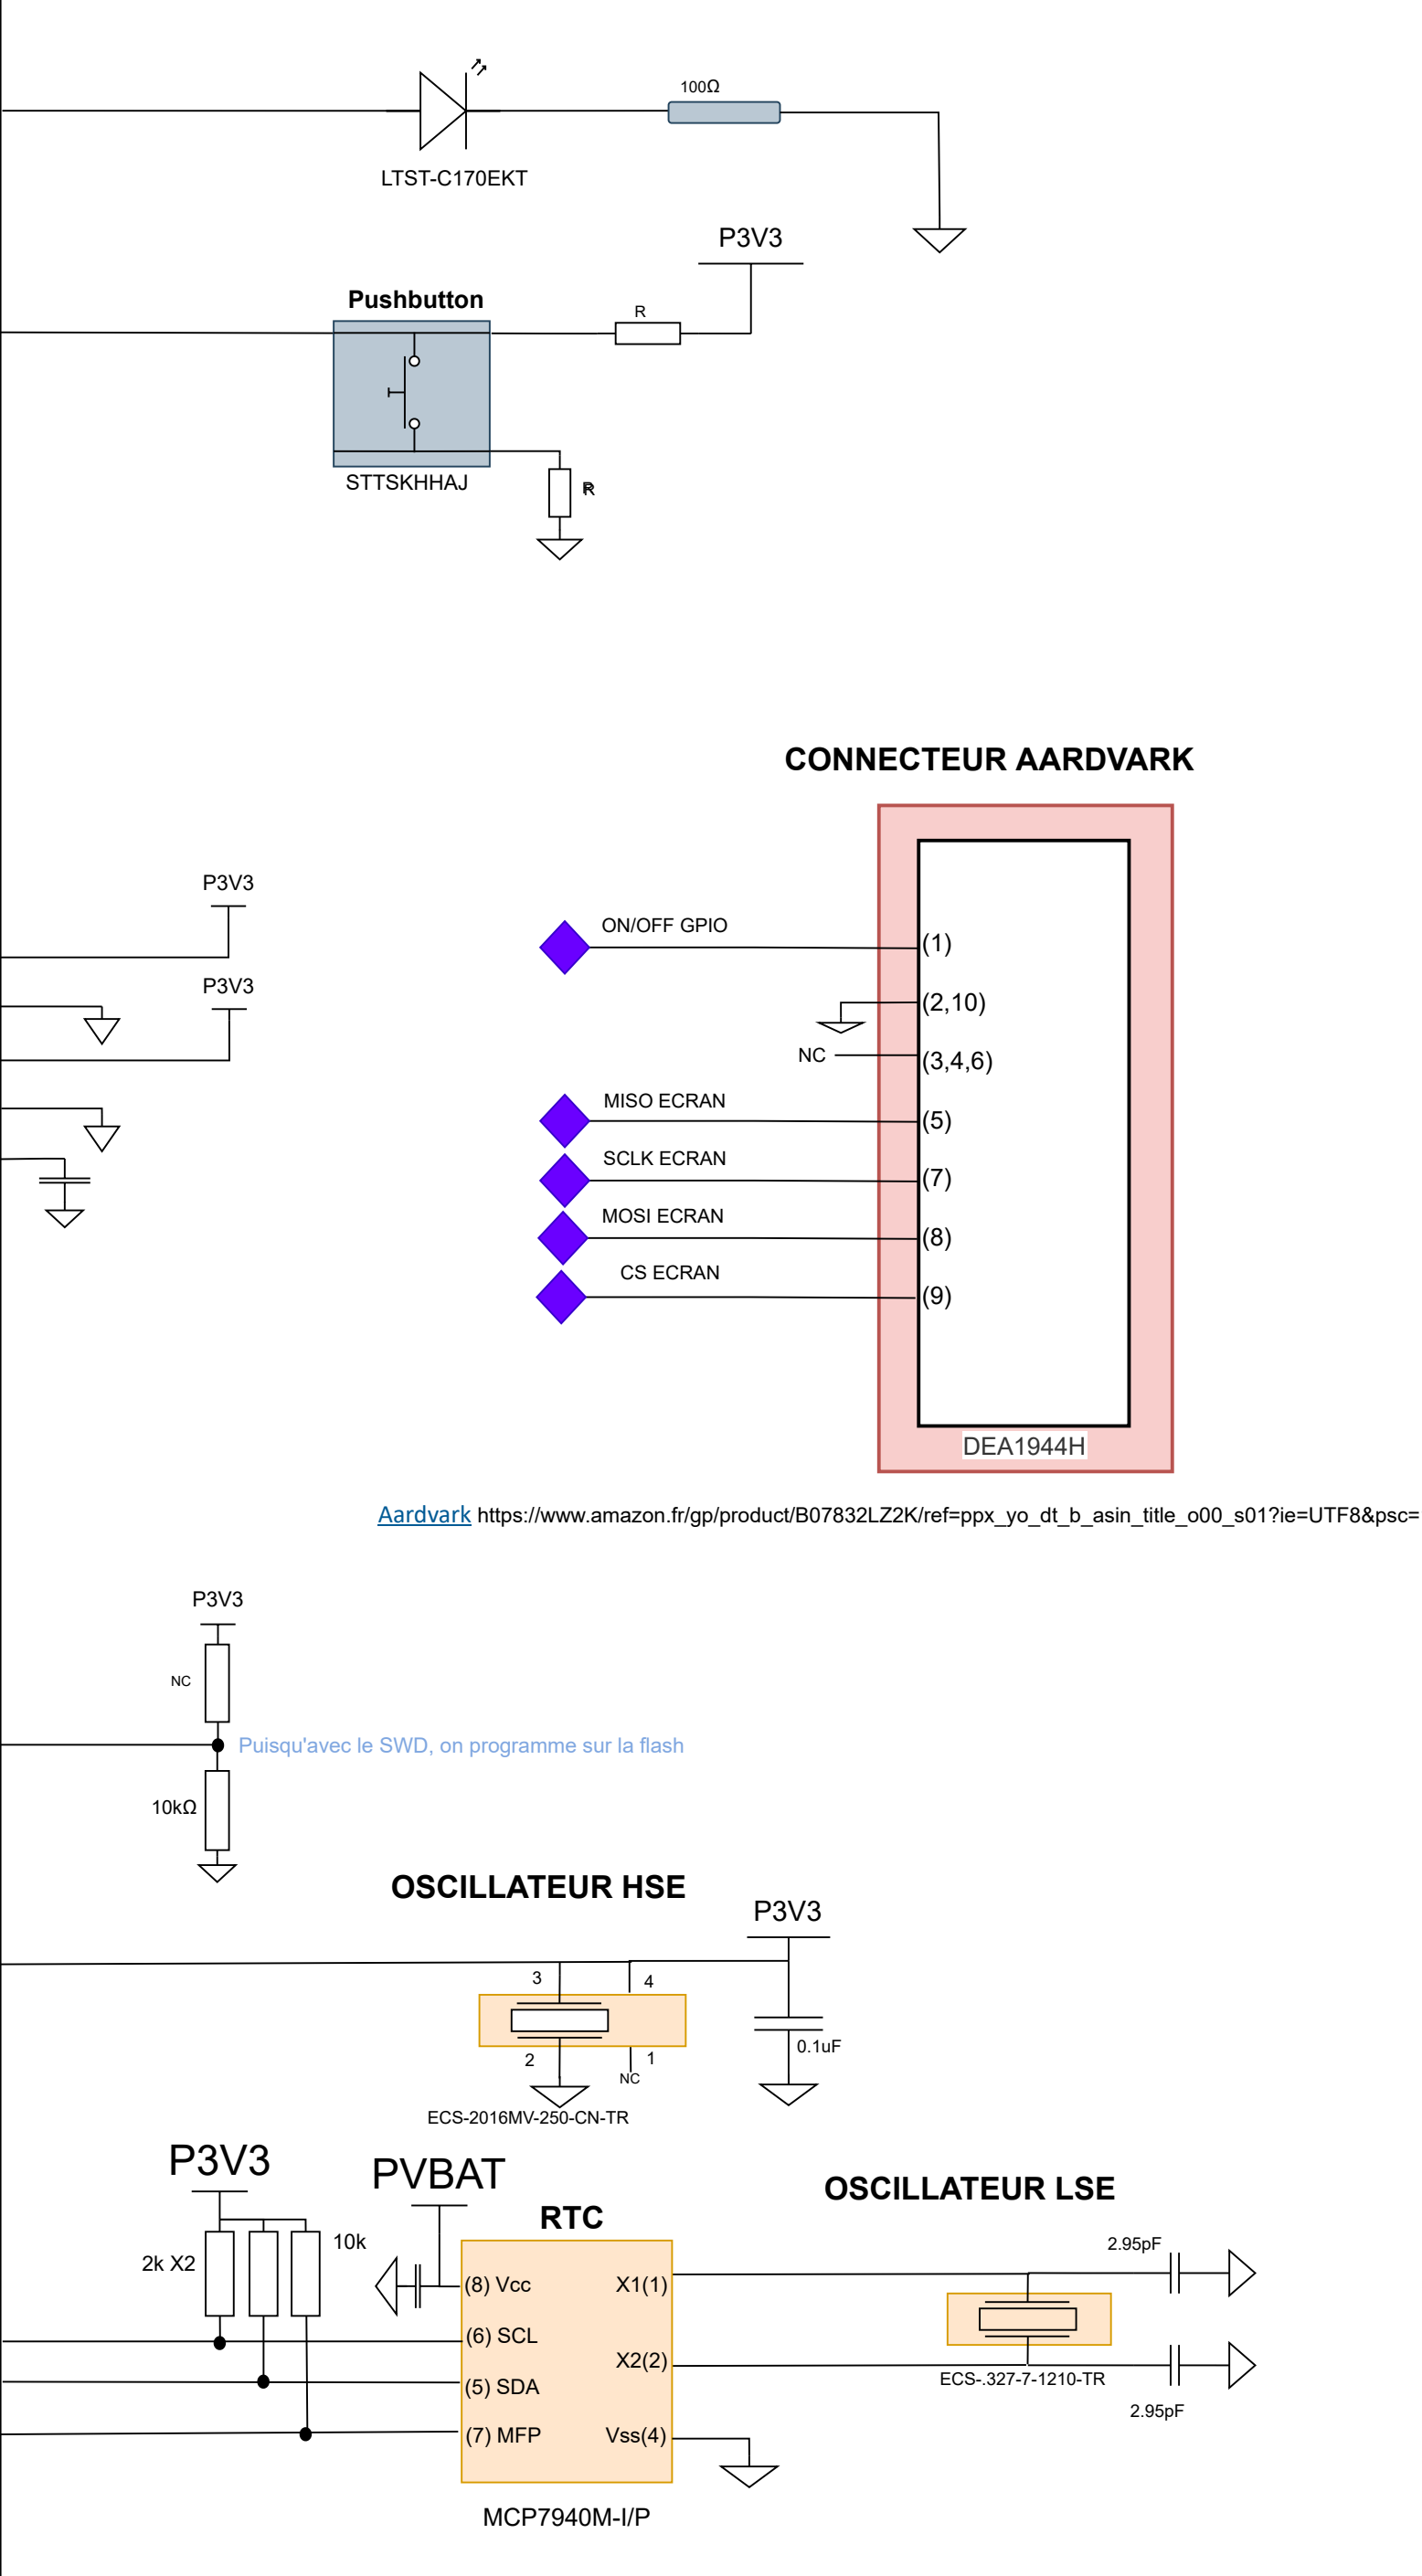 100Ω
LTST-C170EKT
P3V3
Pushbutton
R
STTSKHHAJ
R
CONNECTEUR AARDVARK
P3V3
ON/OFF GPIO
(1)
P3V3
(2,10)
NC
(3,4,6)
MISO ECRAN
(5)
SCLK ECRAN
(7)
MOSI ECRAN
(8)
CS ECRAN
(9)
DEA1944H
Aardvark https://www.amazon.fr/gp/product/B07832LZ2K/ref=ppx_yo_dt_b_asin_title_o00_s01?ie=UTF8&psc=
P3V3
NC
Puisqu'avec le SWD, on programme sur la flash
10kΩ
OSCILLATEUR HSE
P3V3
3
4
0.1uF
2
1
NC
ECS-2016MV-250-CN-TR
P3V3
PVBAT
OSCILLATEUR LSE
RTC
10k
2k X2
2.95pF
(8) Vcc
X1(1)
(6) SCL
X2(2)
ECS-.327-7-1210-TR
(5) SDA
2.95pF
(7) MFP
Vss(4)
MCP7940M-I/P